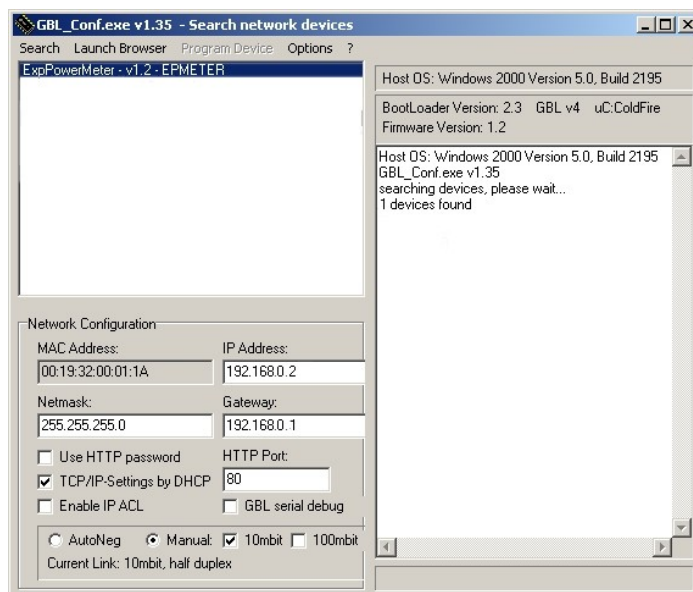 GBL_Conf.exe v1.35 - Search network devices
Search Launch Browser Program Device Options ?
ExpPowerMeter - v1.2 - EPMETER
Host OS: Windows 2000 Version 5.0, Build 2195
BootLoader Version: 2.3 GBL v4 uC:ColdFire
Firmware Version: 1.2
Host OS: Windows 2000 Version 5.0, Build 2195
GBL_Conf.exe v1.35
searching devices, please wait...
1 devices found
Network Configuration
MAC Address: IP Address:
00:19:32:00:01:1A 192.168.0.2
Netmask: Gateway:
255.255.255.0 192.168.0.1
Use HTTP password HTTP Port:
TCP/IP-Settings by DHCP 80
Enable IP ACL GBL serial debug
AutoNeg Manual: 10mbit 100mbit
Current Link: 10mbit, half duplex